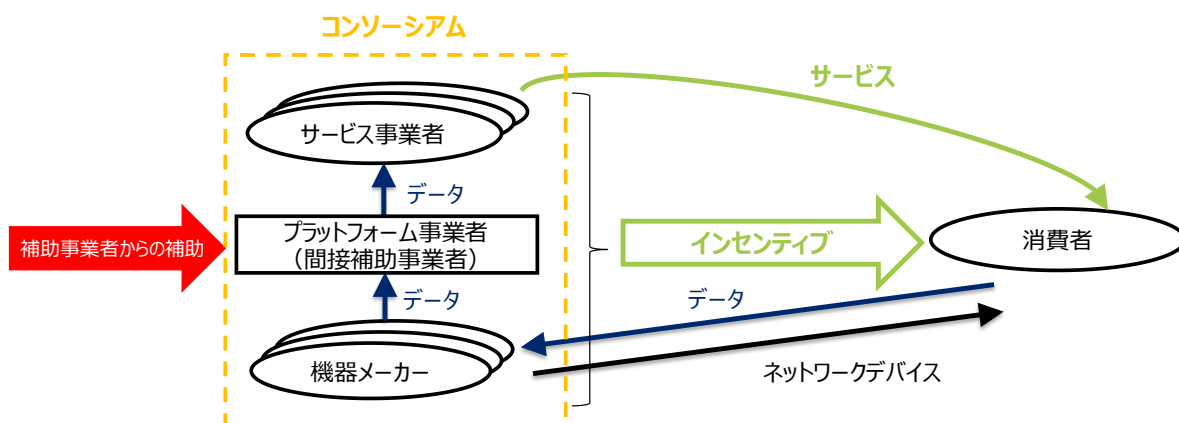 コンソーシアム
サービス
サービス事業者
データ
補助事業者からの補助
プラットフォーム事業者
(間接補助事業者)
インセンティブ
消費者
データ
データ
機器メーカー
ネットワークデバイス